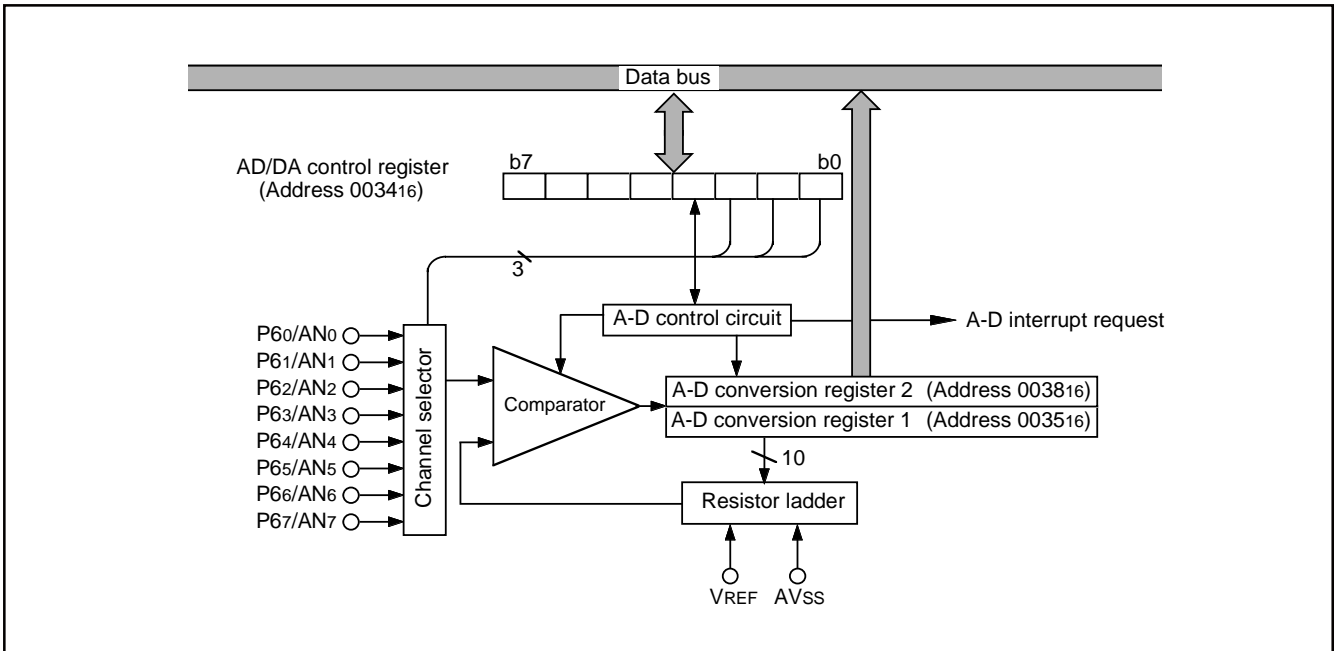 Data bus
AD/DA control register
(Address 003416)
b7
b0
3
A-D control circuit
A-D interrupt request
P60/AN0
P61/AN1
P62/AN2
P63/AN3
P64/AN4
P65/AN5
P66/AN6
P67/AN7
Channel selector
Comparator
A-D conversion register 2 (Address 003816)
A-D conversion register 1 (Address 003516)
10
Resistor ladder
VREF AVSS